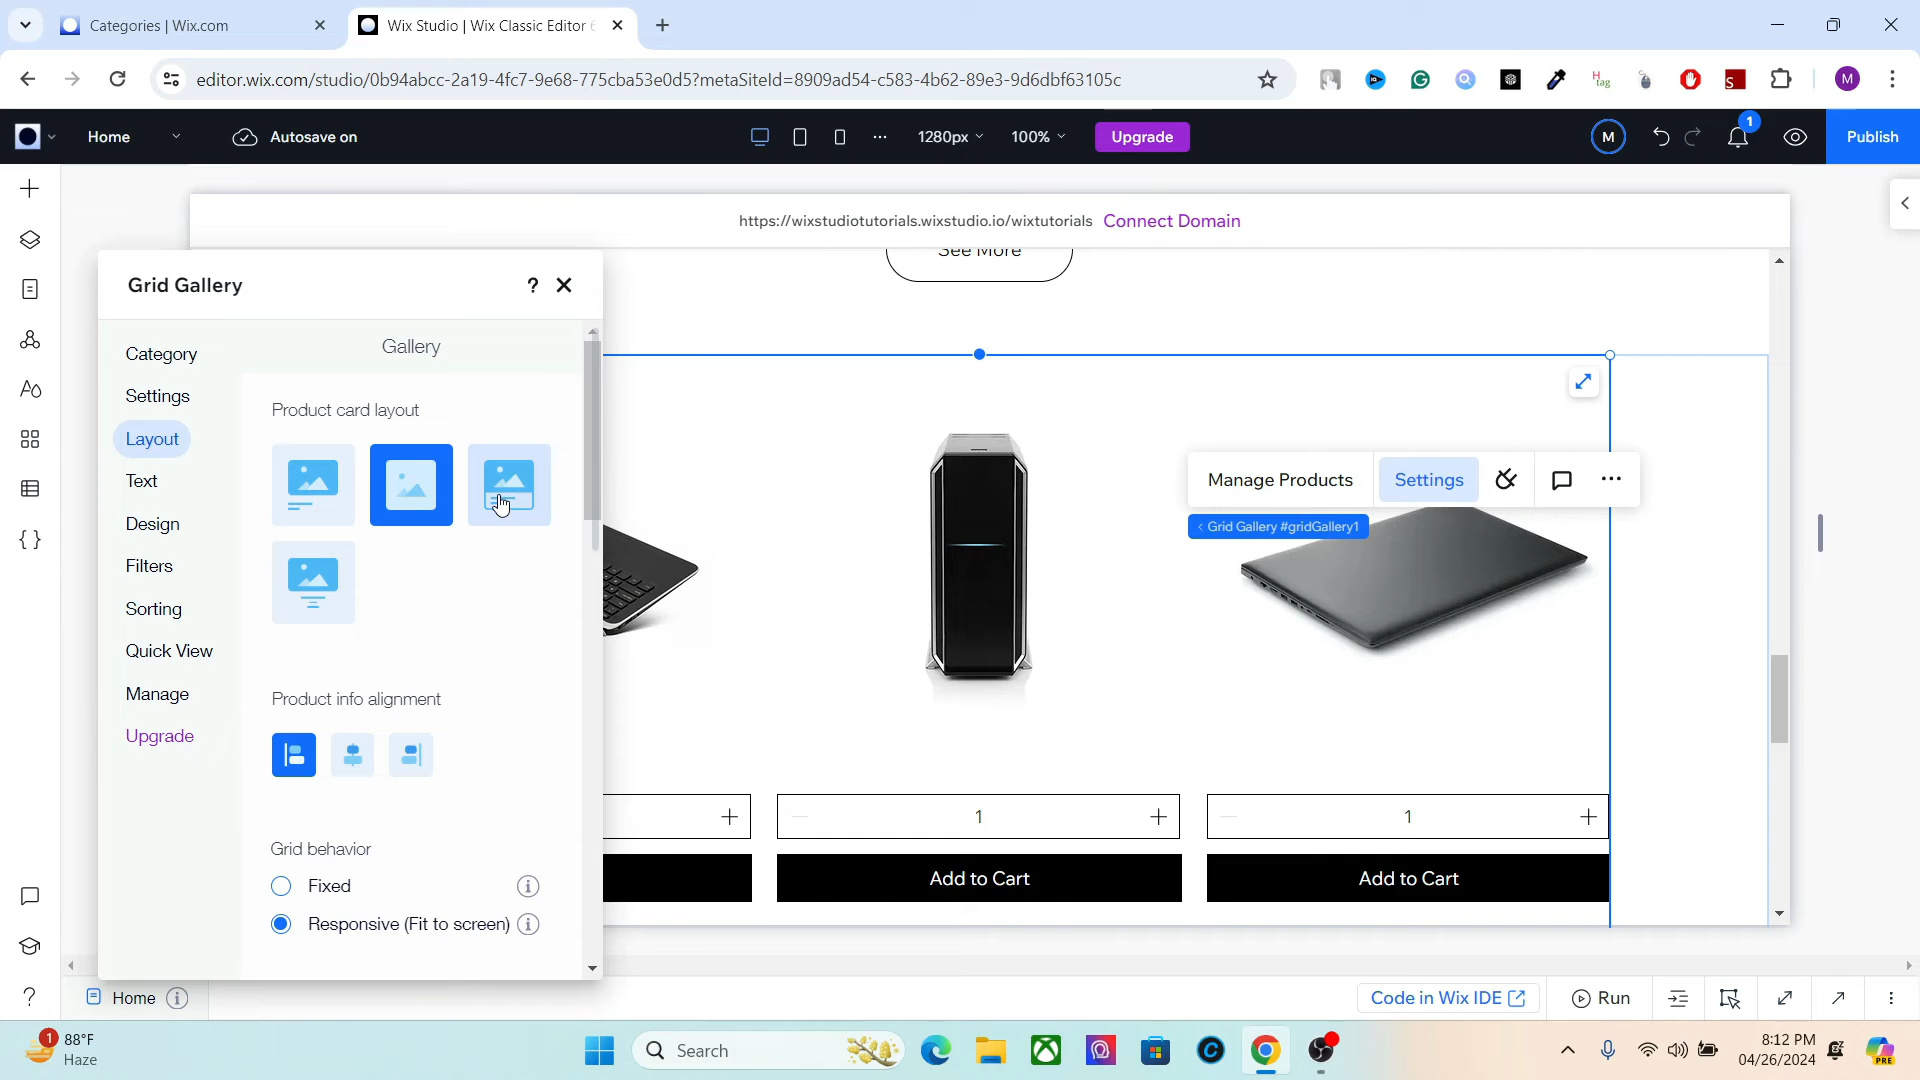 Categories | Wix.com
Wix Studio | Wix Classic Editor
editor.wix.com/studio/0b94abcc-2a19-4fc7-9e68-775cba53e0d5?metaSiteId=8909ad54-c583-4b62-89e3-9d6dbf63105c
M
Home
Autosave on
1280px
100%
Upgrade
M
1
Publish
https://wixstudiotutorials.wixstudio.io/wixtutorials Connect Domain
See More
Grid Gallery
?
Category
Settings
Layout
Text
Design
Filters
Sorting
Quick View
Manage
Upgrade
Gallery
Product card layout
Product info alignment
Grid behavior
Fixed
Responsive (Fit to screen)
Manage Products
Settings
< Grid Gallery #gridGallery1
+
1
+
1
+
Add to Cart
Add to Cart
Home
Code in Wix IDE
Run
1
88°F
Haze
Search
8:12 PM
04/26/2024
PRE